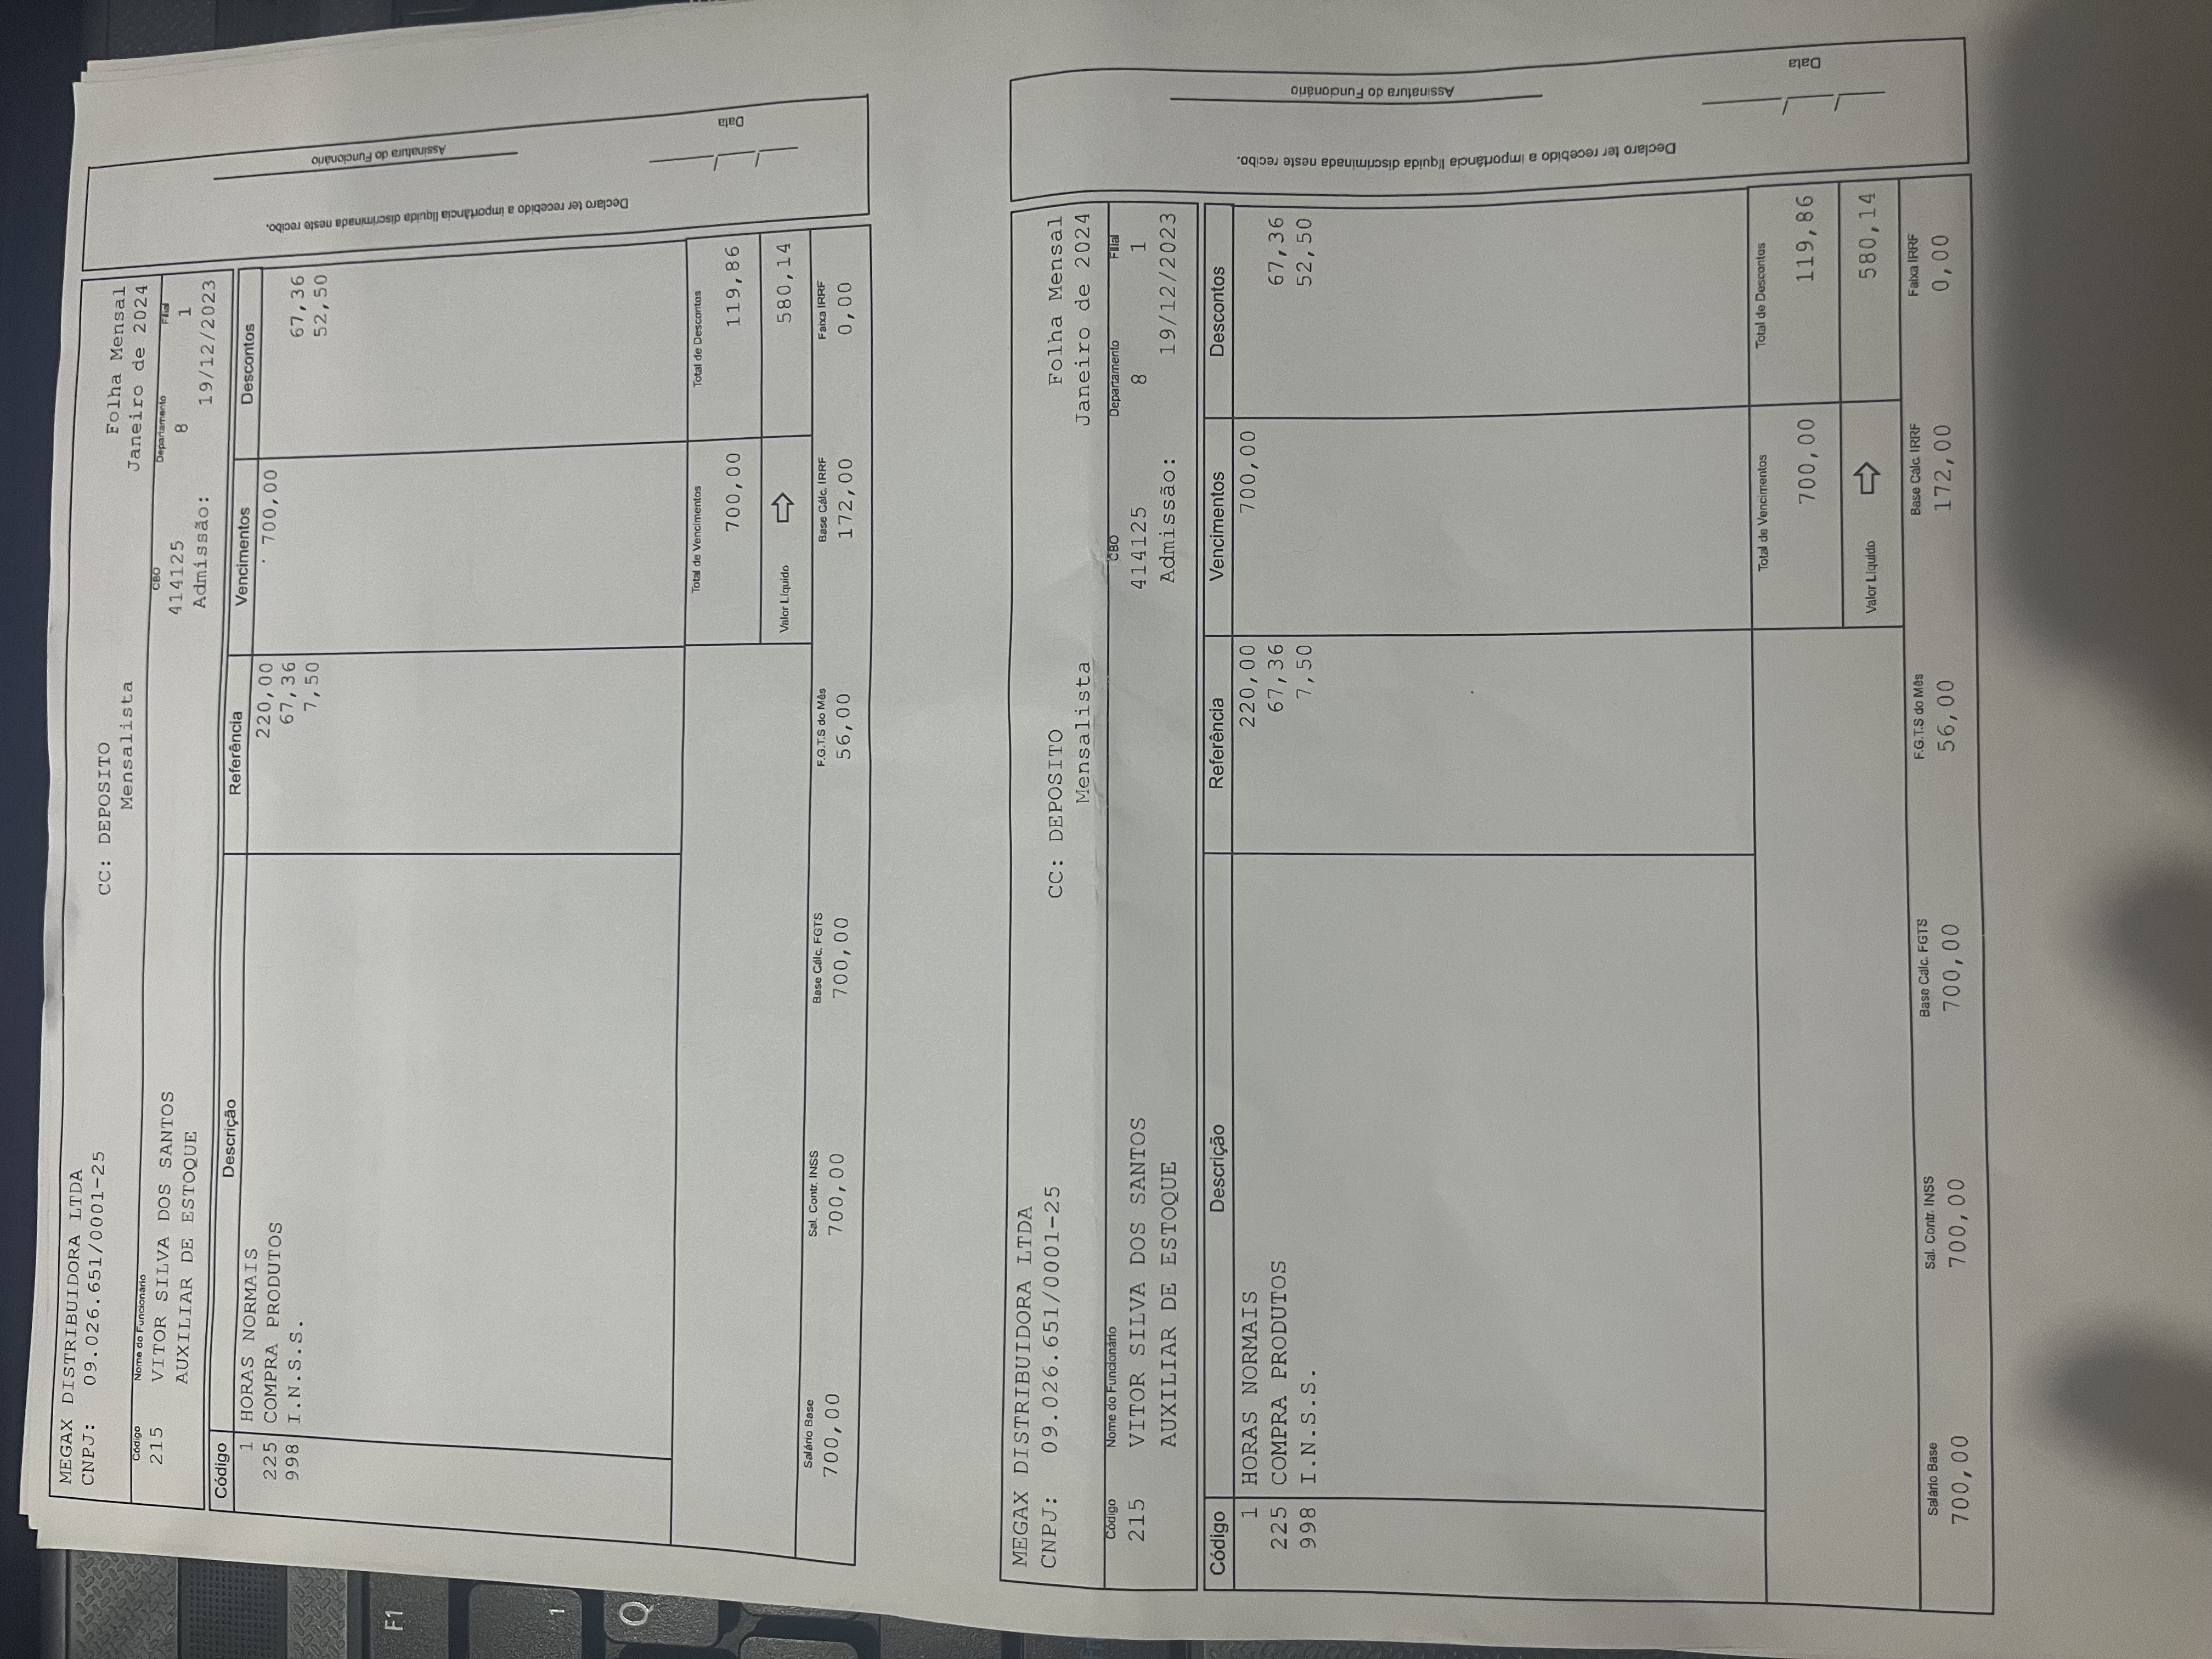 MEGAX DISTRIBUIDORA LTDA
CNPJ: 09.026.651/0001-25 CC: DEPOSITO Folha Mensal
Mensalista Janeiro de 2024
Código Nome do Funcionário CBO Departamento Filial
215 VITOR SILVA DOS SANTOS 414125 8 1
AUXILIAR DE ESTOQUE Admissão: 19/12/2023
Código Descrição Referência Vencimentos Descontos
1 HORAS NORMAIS 220,00 700,00
225 COMPRA PRODUTOS 67,36 67,36
998 I.N.S.S. 7,50 52,50
Total de Vencimentos Total de Descontos
700,00 119,86
Valor Líquido 580,14
Salário Base Sal. Contr. INSS Base Cálc. FGTS F.G.T.S do Mês Base Cálc. IRRF Faixa IRRF
700,00 700,00 700,00 56,00 172,00 0,00
Declaro ter recebido a importância líquida discriminada neste recibo.
Assinatura do Funcionário
__/__/____
Data
MEGAX DISTRIBUIDORA LTDA
CNPJ: 09.026.651/0001-25 CC: DEPOSITO Folha Mensal
Mensalista Janeiro de 2024
Código Nome do Funcionário CBO Departamento Filial
215 VITOR SILVA DOS SANTOS 414125 8 1
AUXILIAR DE ESTOQUE Admissão: 19/12/2023
Código Descrição Referência Vencimentos Descontos
1 HORAS NORMAIS 220,00 700,00
225 COMPRA PRODUTOS 67,36 67,36
998 I.N.S.S. 7,50 52,50
Total de Vencimentos Total de Descontos
700,00 119,86
Valor Líquido 580,14
Salário Base Sal. Contr. INSS Base Cálc. FGTS F.G.T.S do Mês Base Cálc. IRRF Faixa IRRF
700,00 700,00 700,00 56,00 172,00 0,00
Declaro ter recebido a importância líquida discriminada neste recibo.
Assinatura do Funcionário
__/__/____
Data
F1
1
Q